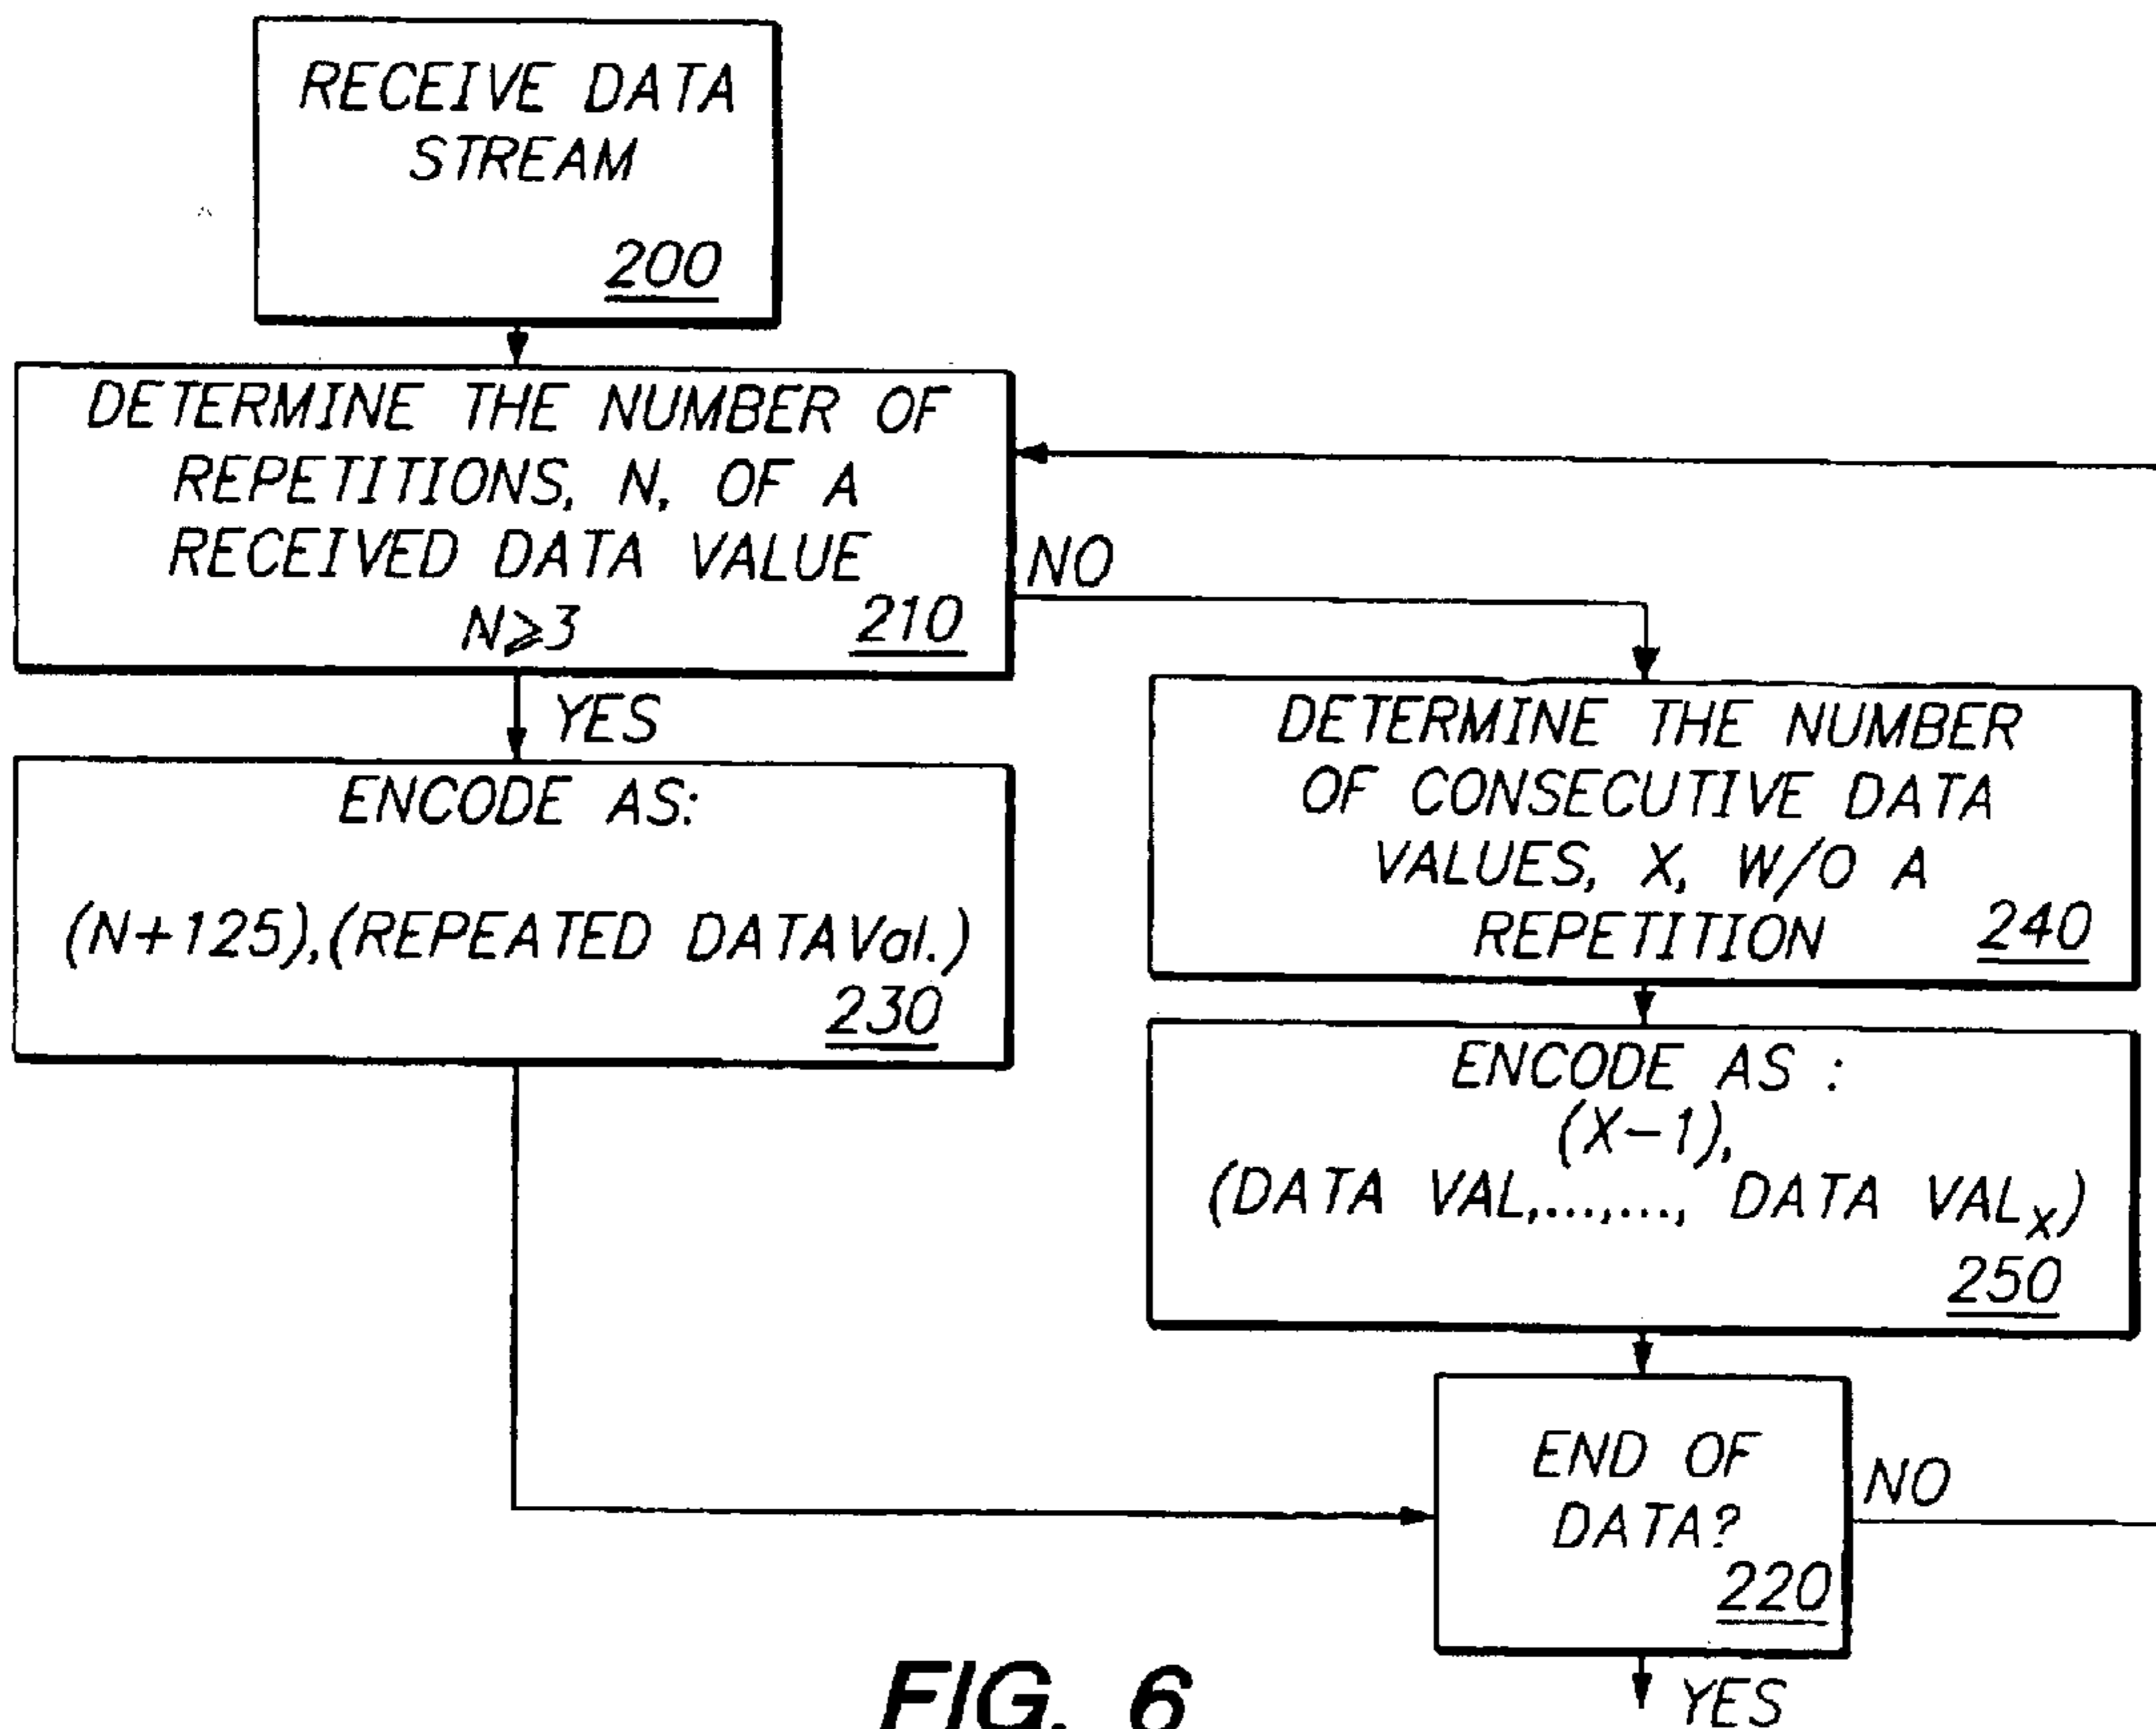 RECEIVE DATA
STREAM
200
DETERMINE THE NUMBER OF
REPETITIONS, N, OF A
RECEIVED DATA VALUE
N⩾3 210
NO
YES
ENCODE AS:
(N+125),(REPEATED DATAVal.)
230
DETERMINE THE NUMBER
OF CONSECUTIVE DATA
VALUES, X, W/O A
REPETITION 240
ENCODE AS :
(X-1),
(DATA VAL,...,..., DATA VALₓ)
250
END OF
DATA?
220
NO
YES
FIG. 6